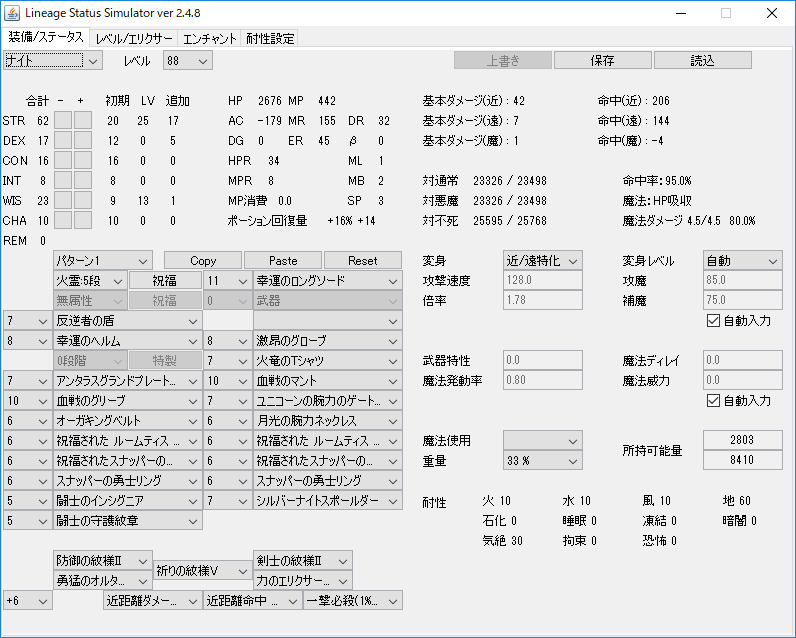 Lineage Status Simulator ver 2.4.8
装備/ステータス レベル/エリクサー エンチャント 耐性設定
ナイト レベル 88 上書き 保存 読込
合計 - + 初期 LV 追加 HP 2676 MP 442 基本ダメージ(近) : 42 命中(近) : 206
STR 62 20 25 17 AC -179 MR 155 DR 32 基本ダメージ(遠) : 7 命中(遠) : 144
DEX 17 12 0 5 DG 0 ER 45 β 0 基本ダメージ(魔) : 1 命中(魔) : -4
CON 16 16 0 0 HPR 34 ML 1
INT 8 8 0 0 MPR 8 MB 2 対通常 23326 / 23498 命中率: 95.0%
WIS 23 9 13 1 MP消費 0.0 SP 3 対悪魔 23326 / 23498 魔法: HP吸収
CHA 10 10 0 0 ポーション回復量 +16% +14 対不死 25595 / 25768 魔法ダメージ 4.5/4.5 80.0%
REM 0
パターン1 Copy Paste Reset 変身 近/遠特化 変身レベル 自動
火霊:5段 祝福 11 幸運のロングソード 攻撃速度 128.0 攻魔 85.0
無属性 祝福 0 武器 倍率 1.78 補魔 75.0
7 反逆者の盾 自動入力
8 幸運のヘルム 8 激昂のグローブ
0段階 特製 7 火竜のTシャツ 武器特性 0.0 魔法ディレイ 0.0
7 アンタラスグランドプレート... 10 血戦のマント 魔法発動率 0.80 魔法威力 0.0
10 血戦のグリーブ 7 ユニコーンの腕力のゲート... 自動入力
6 オーガキングベルト 6 月光の腕力ネックレス
6 祝福された ルームティス ... 6 祝福された ルームティス ... 魔法使用 所持可能量 2803
6 祝福されたスナッパーの... 6 祝福されたスナッパーの... 重量 33 % 8410
6 スナッパーの勇士リング 6 スナッパーの勇士リング
5 闘士のインシグニア 7 シルバーナイトスポールダー 耐性 火 10 水 10 風 10 地 60
5 闘士の守護紋章 石化 0 睡眠 0 凍結 0 暗闇 0
気絶 30 拘束 0 恐怖 0
防御の紋様II 祈りの紋様V 剣士の紋様II
勇猛のオルタ... 力のエリクサー...
+6 近距離ダメー... 近距離命中 ... 一撃必殺(1%...